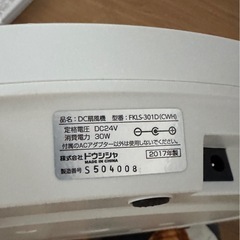 品名：DC扇風機　型番：FKLS-301D(CWH)
定格電圧　DC24V
消費電力　30W
付属のACアダプター以外は使用しないでください
株式会社ドウシシャ　2017年製
MADE IN CHINA
製造番号　S504008